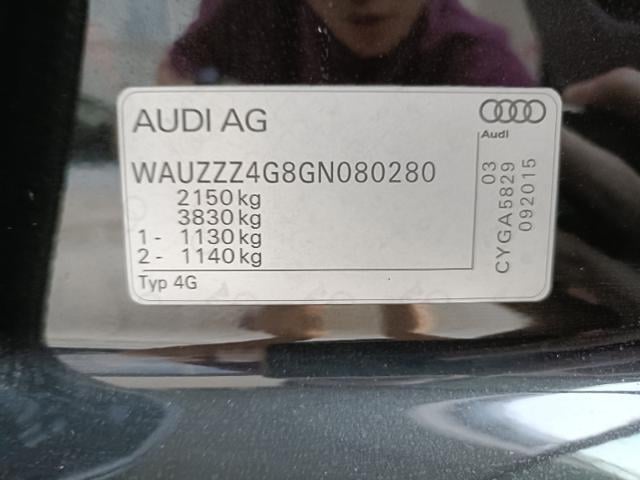 AUDI AG
Audi
WAUZZZ4G8GN080280
2150 kg
3830 kg
1- 1130 kg
2- 1140 kg
Typ 4G
03
CYGA5829
092015